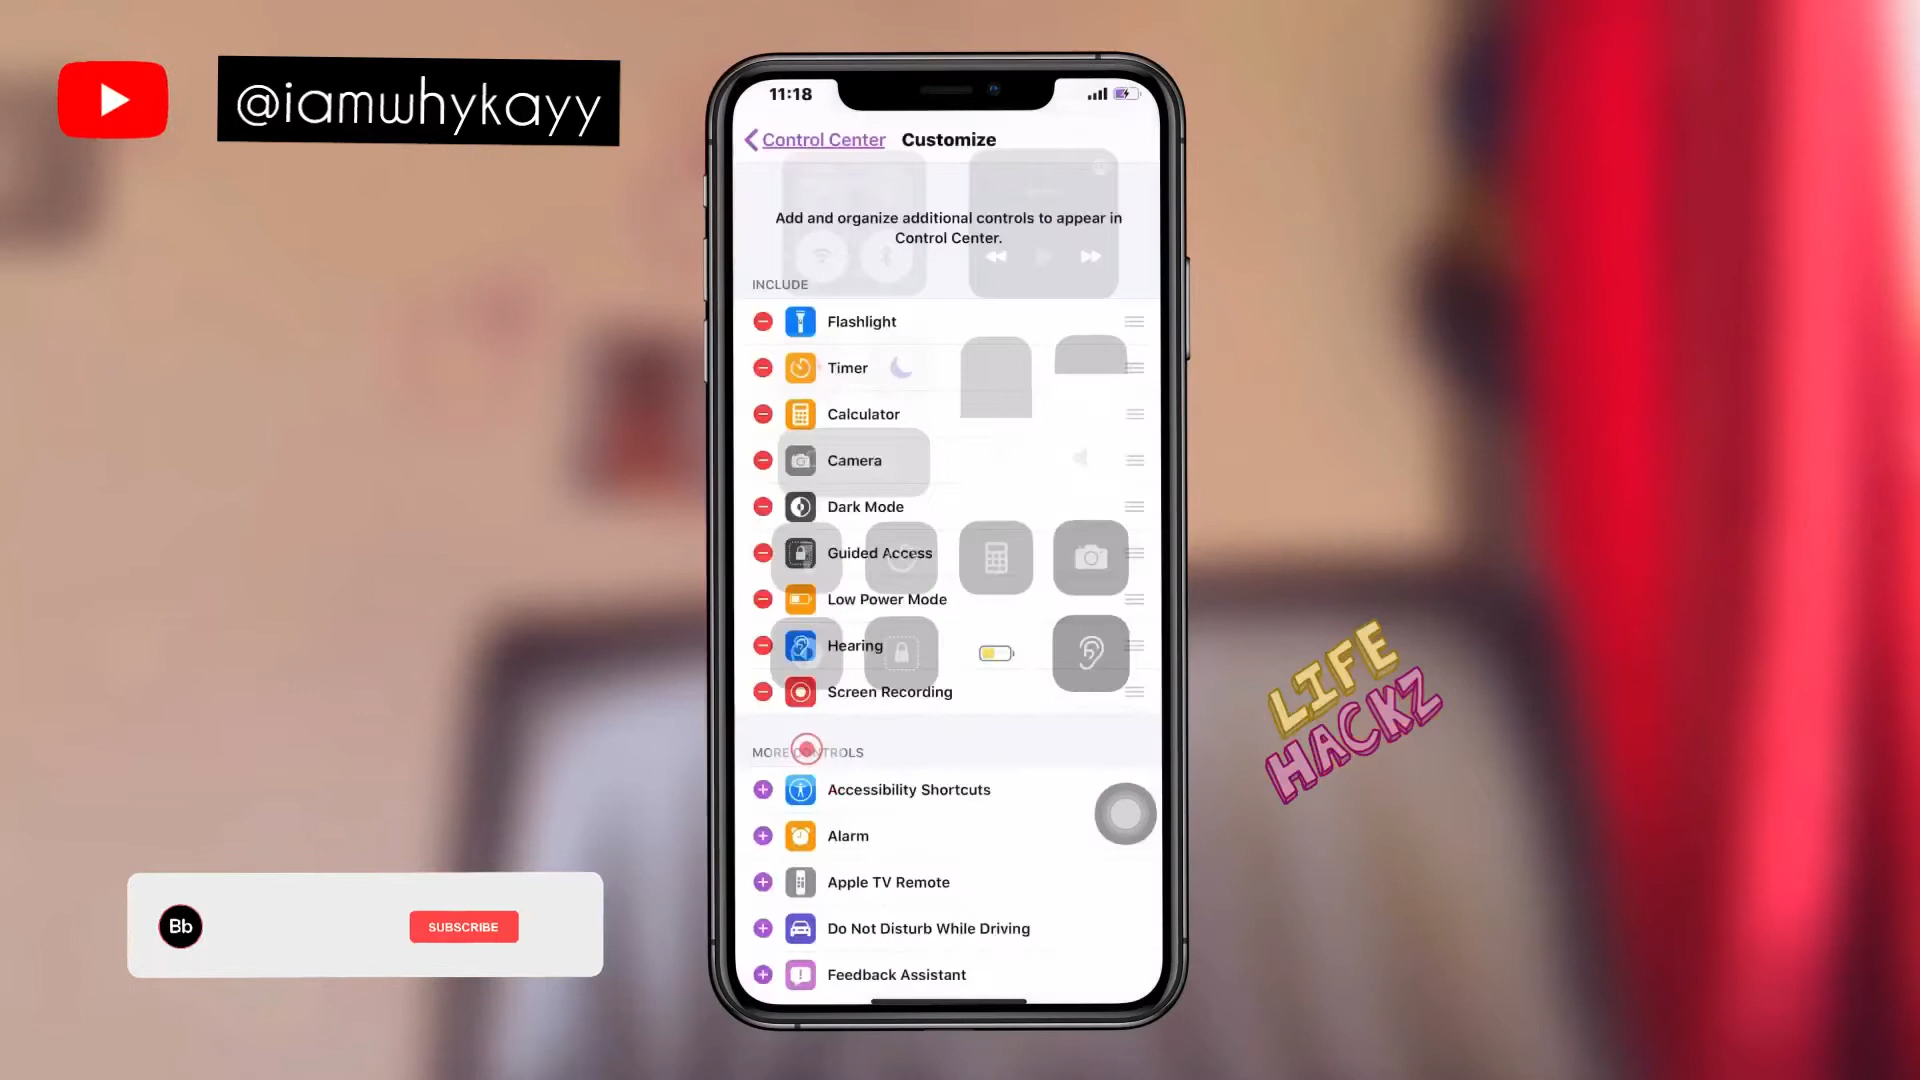 @iamwhykayy
11:18
Control Center Customize
Add and organize additional controls to appear in
Control Center.
INCLUDE
Flashlight
Timer
Calculator
Camera
Dark Mode
Guided Access
Low Power Mode
Hearing
Screen Recording
MORE CONTROLS
Accessibility Shortcuts
Alarm
Apple TV Remote
Do Not Disturb While Driving
Feedback Assistant
LIFE
HACKZ
Bb
SUBSCRIBE